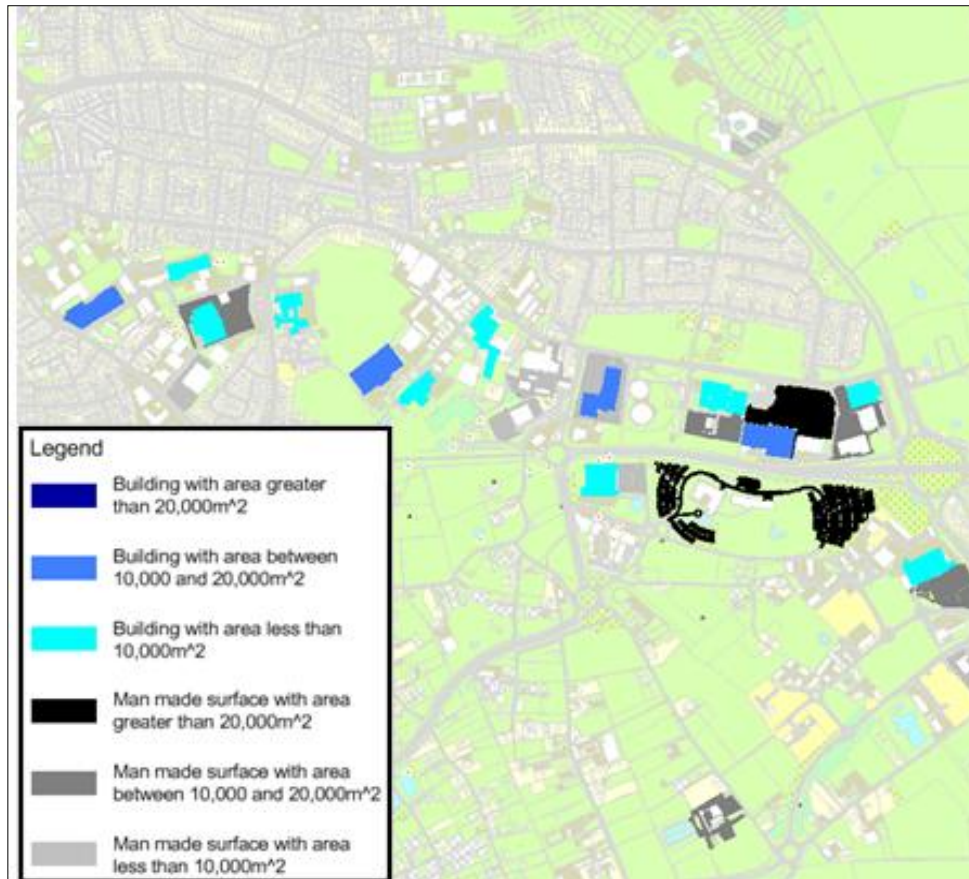 Legend
Building with area greater
than 20,000m^2
Building with area between
10,000 and 20,000m^2
Building with area less than
10,000m^2
Man made surface with area
greater than 20,000m^2
Man made surface with area
between 10,000 and 20,000m^2
Man made surface with area
less than 10,000m^2